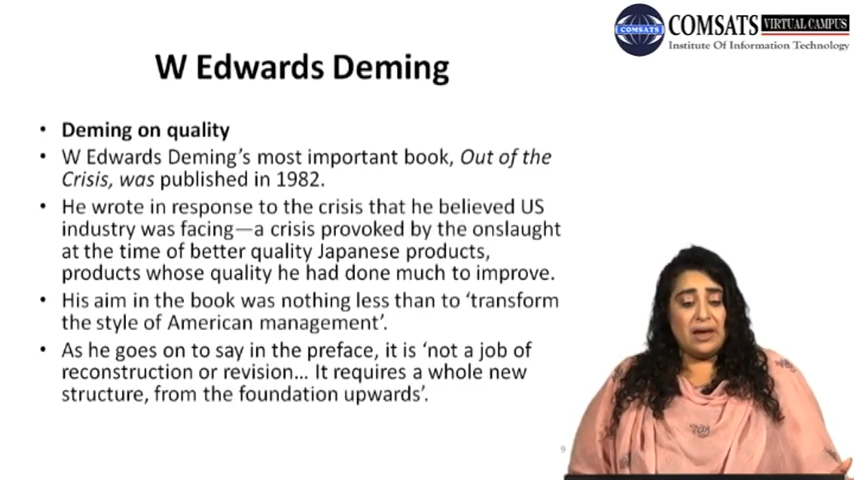 COMSATS VIRTUAL CAMPUS
COMSATS
Institute Of Information Technology
W Edwards Deming
• Deming on quality
• W Edwards Deming's most important book, Out of the
Crisis, was published in 1982.
• He wrote in response to the crisis that he believed US
industry was facing—a crisis provoked by the onslaught
at the time of better quality Japanese products,
products whose quality he had done much to improve.
• His aim in the book was nothing less than to ‘transform
the style of American management’.
• As he goes on to say in the preface, it is ‘not a job of
reconstruction or revision... It requires a whole new
structure, from the foundation upwards’.
9